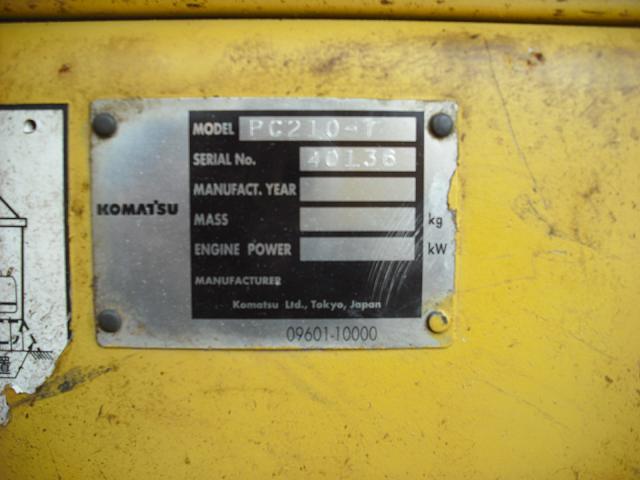 MODEL PC210-7
SERIAL No. 40136
MANUFACT. YEAR
KOMATSU
MASS kg
ENGINE POWER kW
MANUFACTURER
Komatsu Ltd., Tokyo, Japan
09601-10000
置